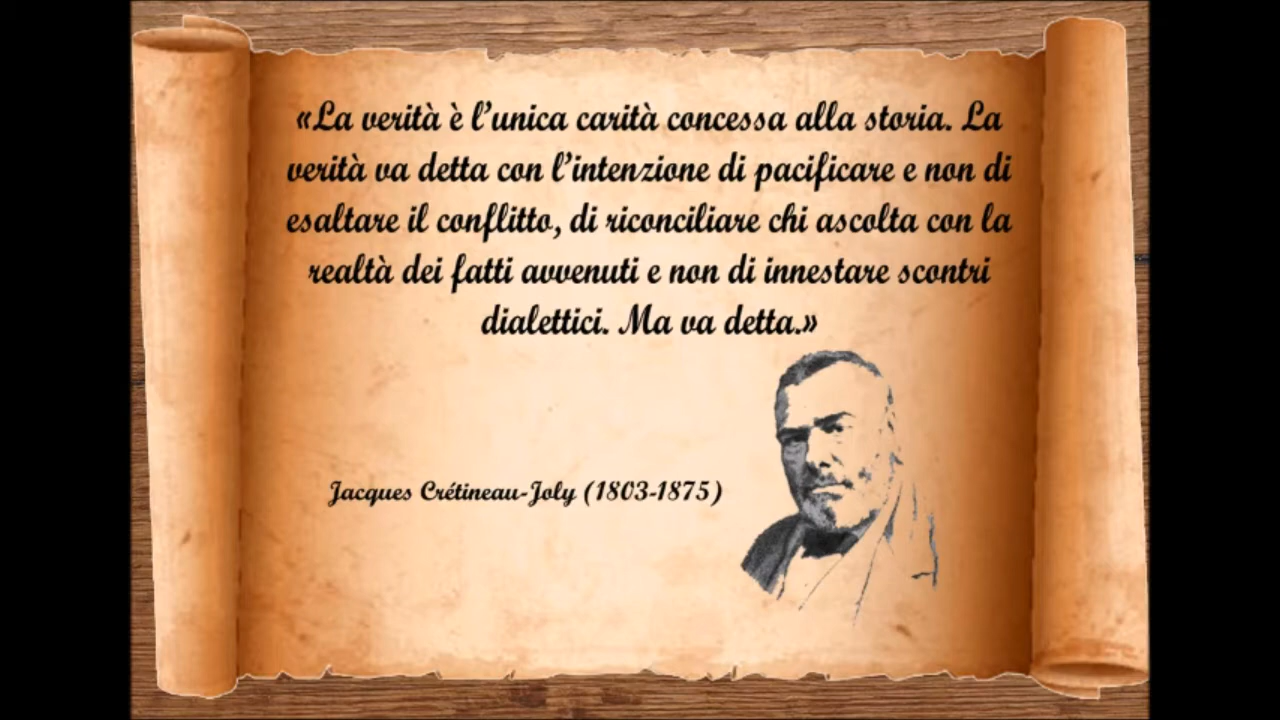 «La verità è l’unica carità concessa alla storia. La
verità va detta con l’intenzione di pacificare e non di
esaltare il conflitto, di riconciliare chi ascolta con la
realtà dei fatti avvenuti e non di innestare scontri
dialettici. Ma va detta.»
Jacques Crétineau-Joly (1803-1875)